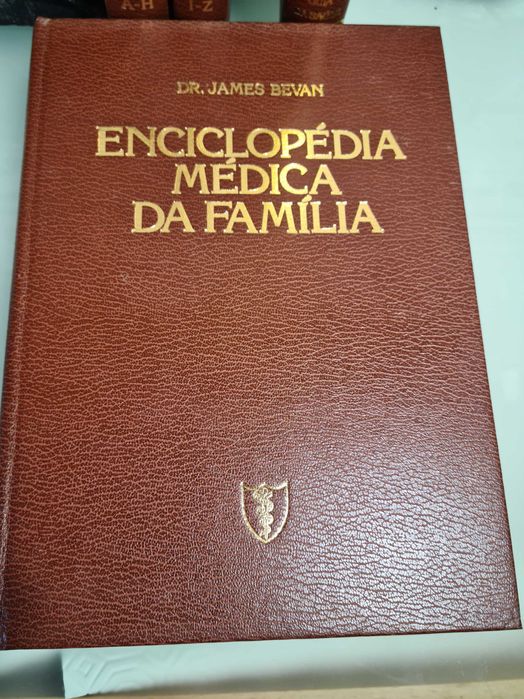 A-H
I-Z
DR. JAMES BEVAN
ENCICLOPÉDIA
MÉDICA
DA FAMÍLIA